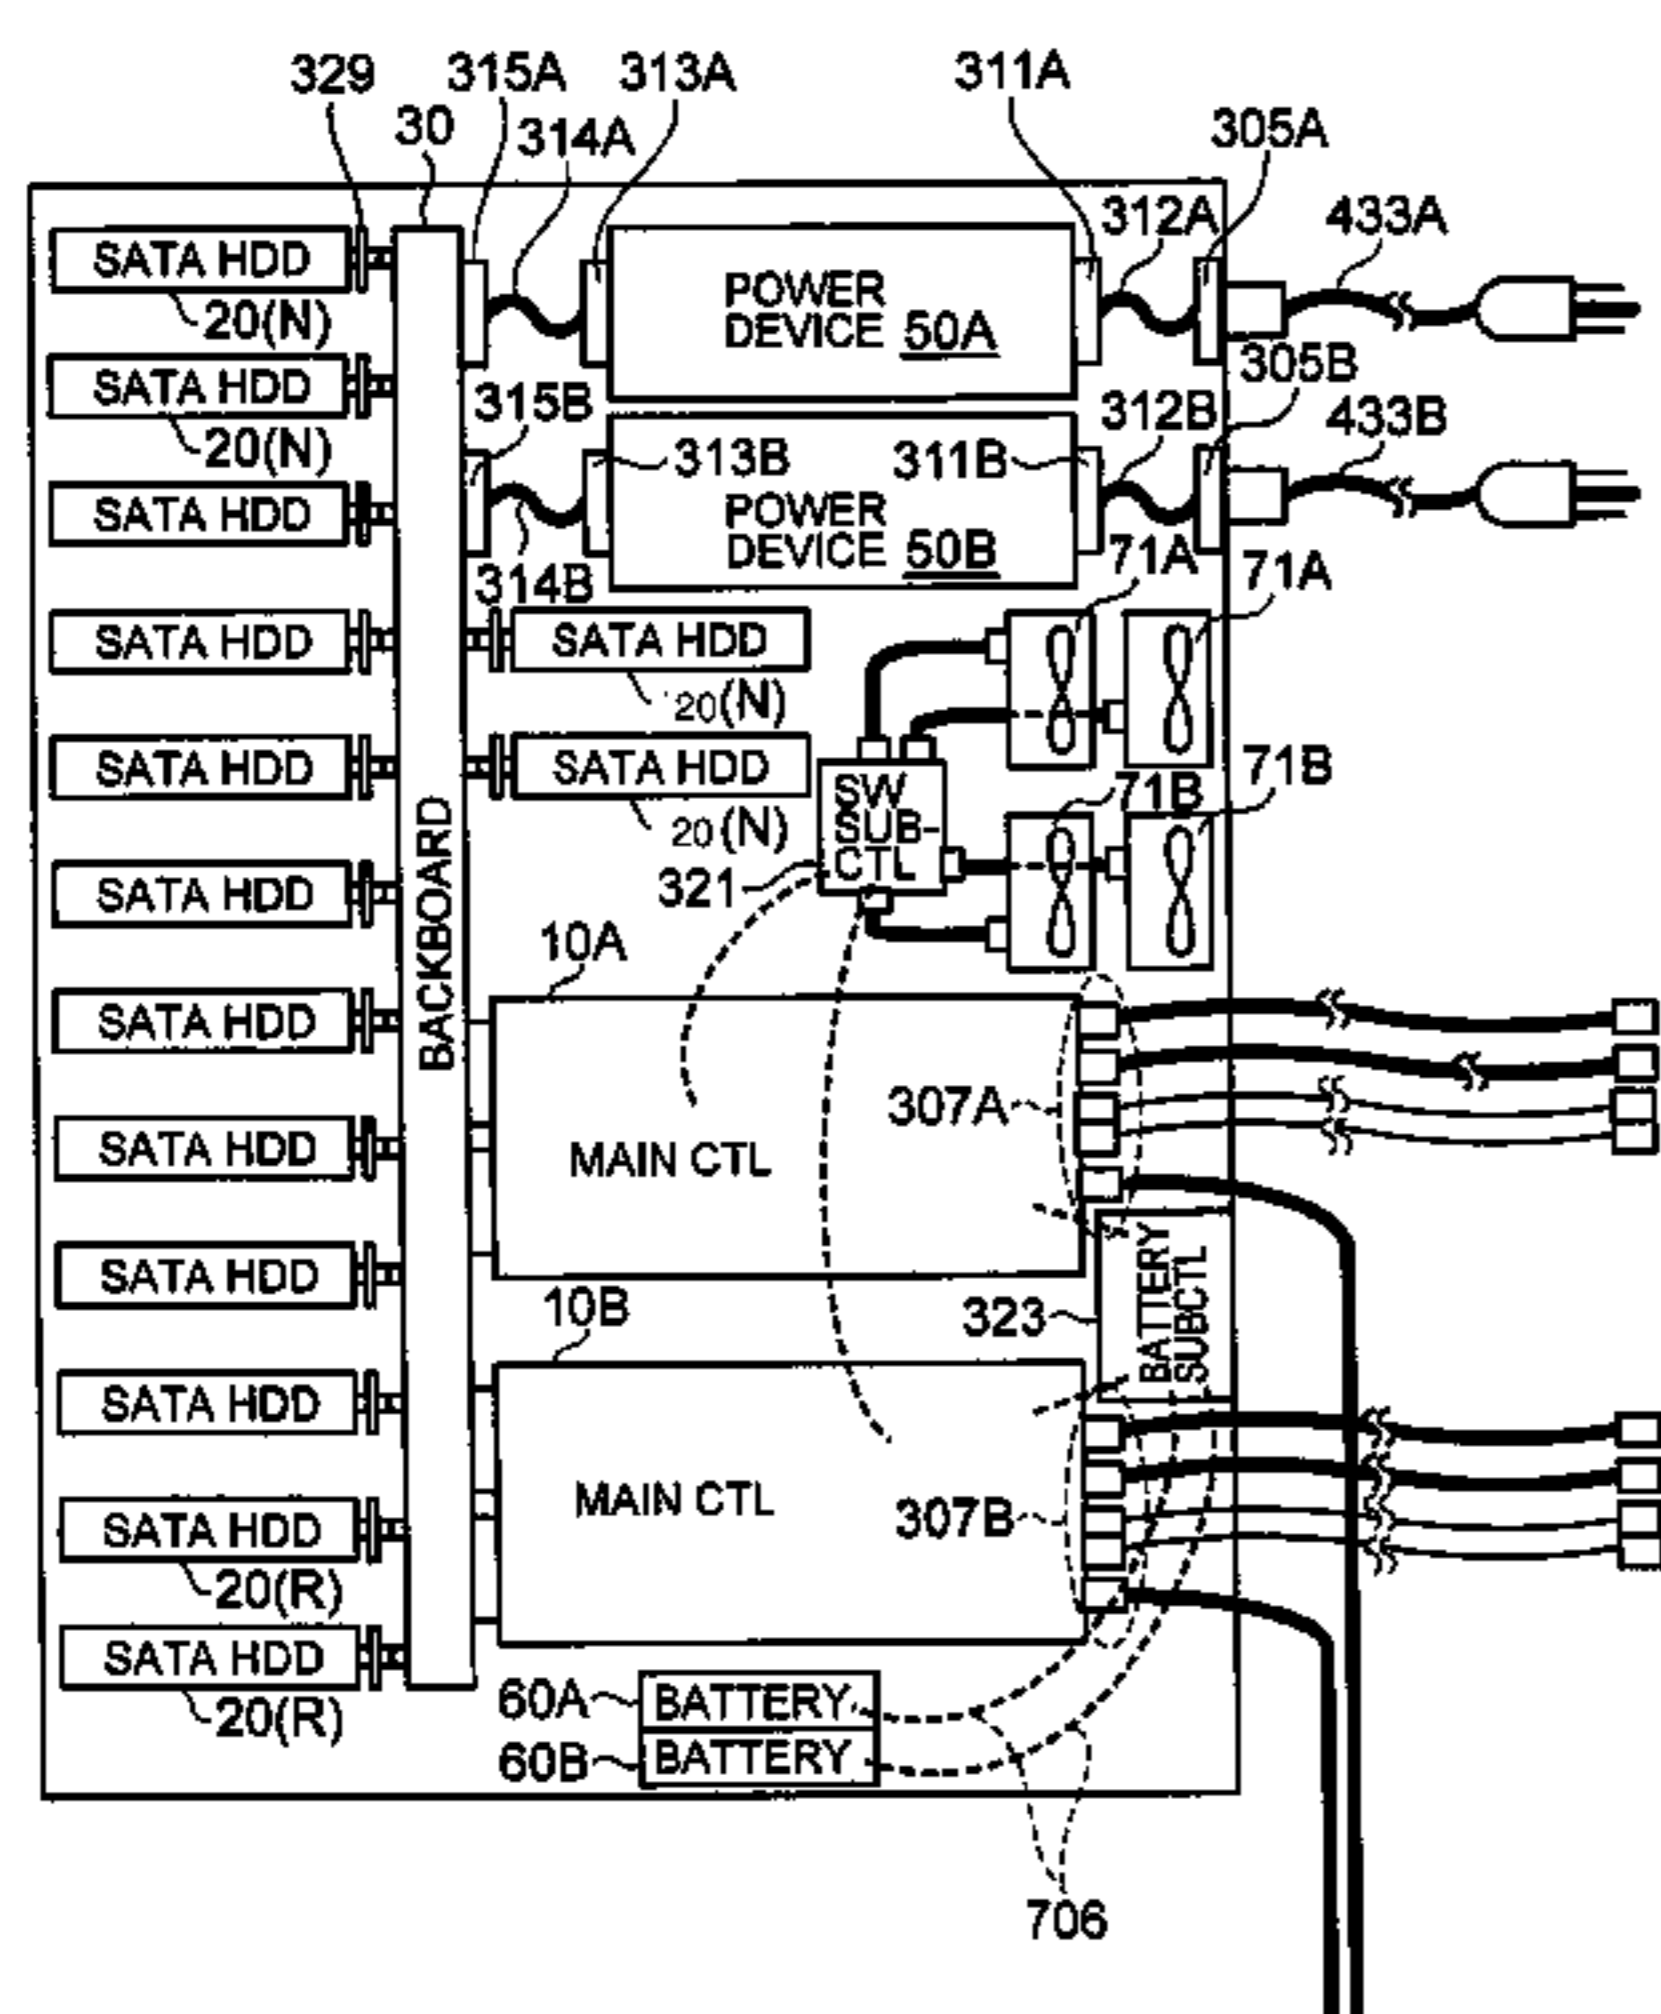 329
315A
313A
311A
30
314A
305A
312A
433A
SATA HDD
20(N)
POWER
DEVICE 50A
SATA HDD
20(N)
315B
305B
312B
433B
313B
311B
SATA HDD
POWER
DEVICE 50B
314B
71A
71A
SATA HDD
SATA HDD
20(N)
SATA HDD
SATA HDD
20(N)
71B
71B
SW
SUB-
CTL
321
BACKBOARD
SATA HDD
10A
SATA HDD
307A
SATA HDD
MAIN CTL
SATA HDD
10B
323
BATTERY
SUBCTL
SATA HDD
SATA HDD
20(R)
MAIN CTL
307B
SATA HDD
20(R)
60A
BATTERY
60B
BATTERY
706